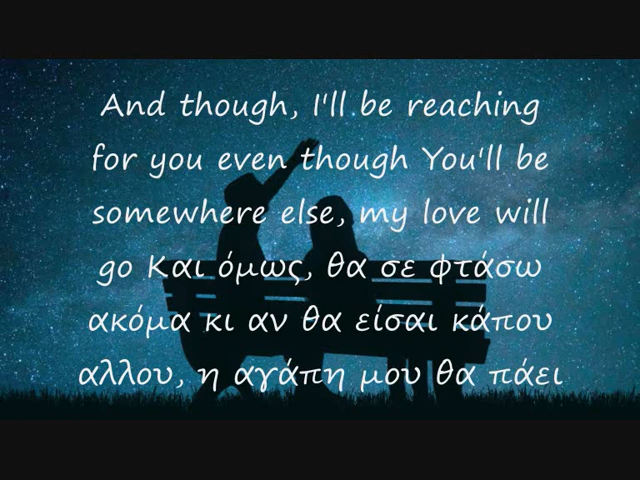 And though, I'll be reaching
for you even though You'll be
somewhere else, my love will
go Και όμως, θα σε φτάσω
ακόμα κι αν θα είσαι κάπου
αλλου, η αγάπη μου θα πάει